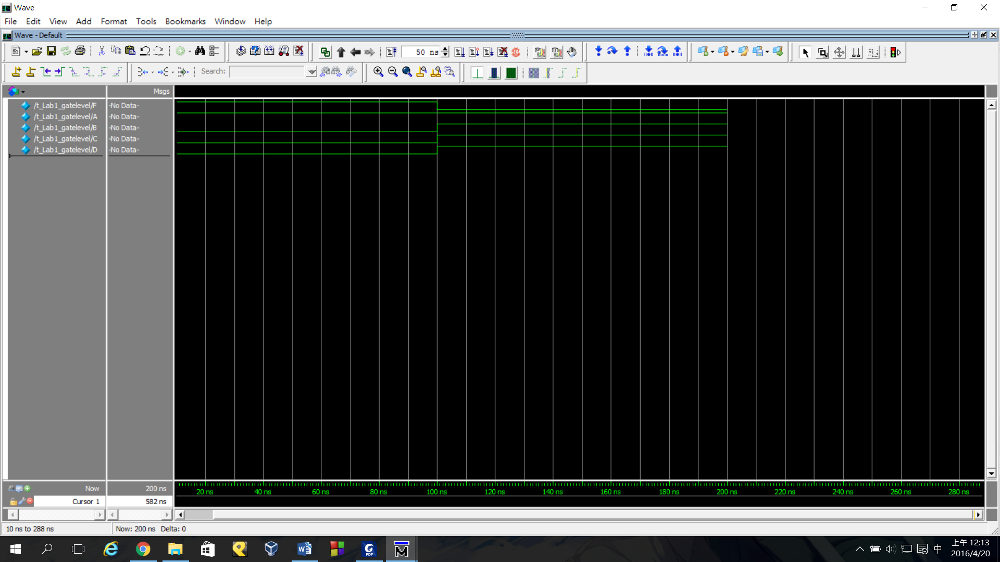 Wave
File Edit View Add Format Tools Bookmarks Window Help
Wave - Default
50 ns
Search:
Msgs
/t_Lab1_gatelevel/F -No Data-
/t_Lab1_gatelevel/A -No Data-
/t_Lab1_gatelevel/B -No Data-
/t_Lab1_gatelevel/C -No Data-
/t_Lab1_gatelevel/D -No Data-
Now 200 ns
20 ns 40 ns 60 ns 80 ns 100 ns 120 ns 140 ns 160 ns 180 ns 200 ns 220 ns 240 ns 260 ns 280 ns
Cursor 1 582 ns
10 ns to 288 ns Now: 200 ns Delta: 0
中
上午 12:13
2016/4/20